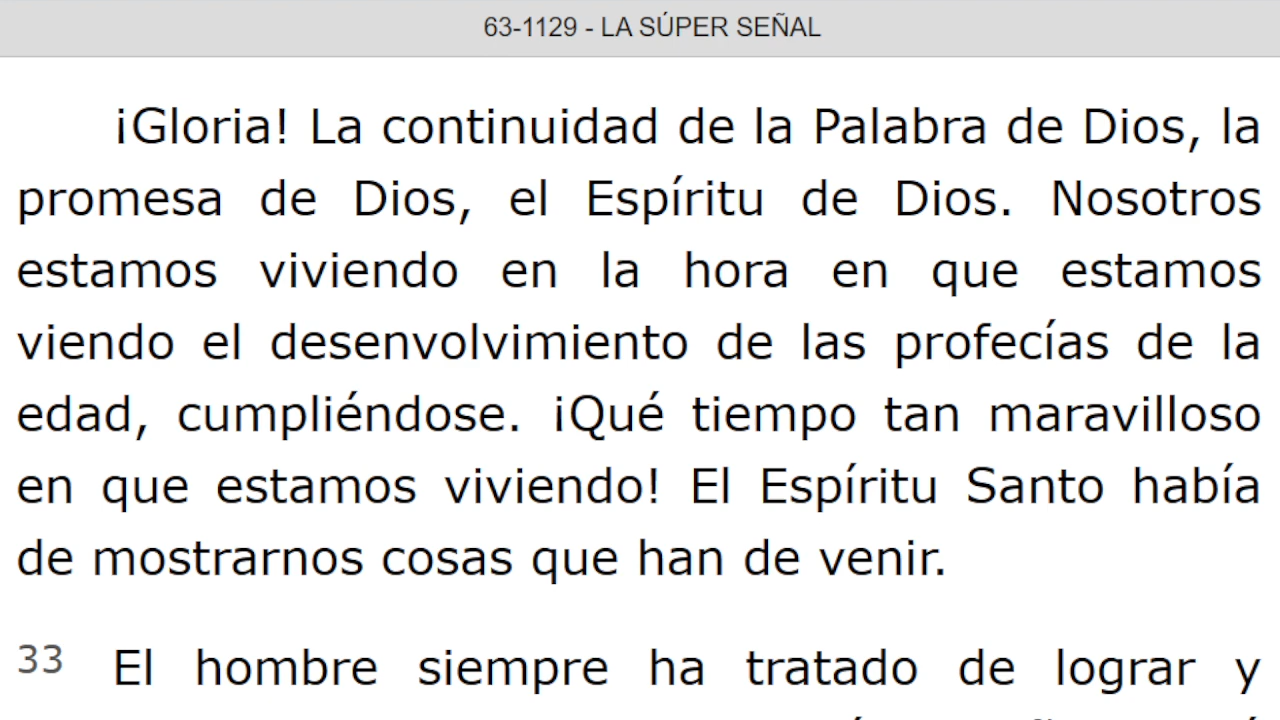 63-1129 - LA SÚPER SEÑAL
¡Gloria! La continuidad de la Palabra de Dios, la
promesa de Dios, el Espíritu de Dios. Nosotros
estamos viviendo en la hora en que estamos
viendo el desenvolvimiento de las profecías de la
edad, cumpliéndose. ¡Qué tiempo tan maravilloso
en que estamos viviendo! El Espíritu Santo había
de mostrarnos cosas que han de venir.
33 El hombre siempre ha tratado de lograr y